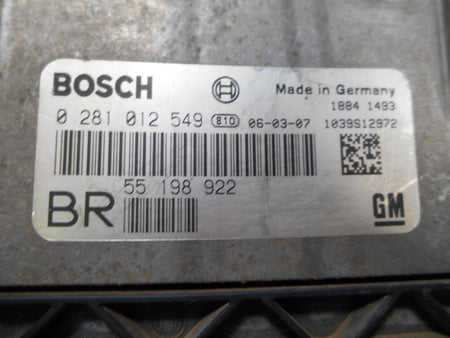 BOSCH
Made in Germany
1884 1493
0 281 012 549 810 06-03-07 1039S12972
55 198 922
BR
GM